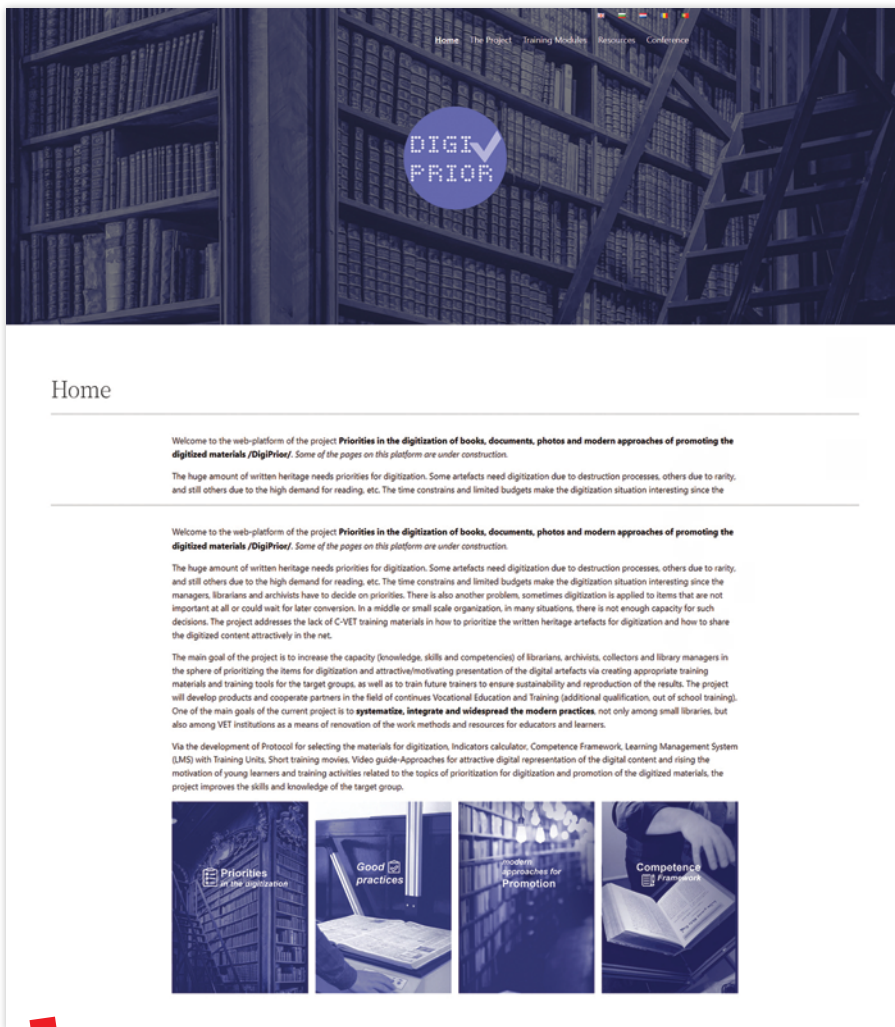 Home The Project Training Modules Resources Conference
DIGI
PRIOR
Home
Welcome to the web-platform of the project Priorities in the digitization of books, documents, photos and modern approaches of promoting the
digitized materials /DigiPrior/. Some of the pages on this platform are under construction.
The huge amount of written heritage needs priorities for digitization. Some artefacts need digitization due to destruction processes, others due to rarity,
and still others due to the high demand for reading, etc. The time constrains and limited budgets make the digitization situation interesting since the
Welcome to the web-platform of the project Priorities in the digitization of books, documents, photos and modern approaches of promoting the
digitized materials /DigiPrior/. Some of the pages on this platform are under construction.
The huge amount of written heritage needs priorities for digitization. Some artefacts need digitization due to destruction processes, others due to rarity,
and still others due to the high demand for reading, etc. The time constrains and limited budgets make the digitization situation interesting since the
managers, librarians and archivists have to decide on priorities. There is also another problem, sometimes digitization is applied to items that are not
important at all or could wait for later conversion. In a middle or small scale organization, in many situations, there is not enough capacity for such
decisions. The project addresses the lack of C-VET training materials in how to prioritize the written heritage artefacts for digitization and how to share
the digitized content attractively in the net.
The main goal of the project is to increase the capacity (knowledge, skills and competencies) of librarians, archivists, collectors and library managers in
the sphere of prioritizing the items for digitization and attractive/motivating presentation of the digital artefacts via creating appropriate training
materials and training tools for the target groups, as well as to train future trainers to ensure sustainability and reproduction of the results. The project
will develop products and cooperate partners in the field of continues Vocational Education and Training (additional qualification, out of school training).
One of the main goals of the current project is to systematize, integrate and widespread the modern practices, not only among small libraries, but
also among VET institutions as a means of renovation of the work methods and resources for educators and learners.
Via the development of Protocol for selecting the materials for digitization, Indicators calculator, Competence Framework, Learning Management System
(LMS) with Training Units, Short training movies, Video guide-Approaches for attractive digital representation of the digital content and rising the
motivation of young learners and training activities related to the topics of prioritization for digitization and promotion of the digitized materials, the
project improves the skills and knowledge of the target group.
Priorities
in the digitization
Good
practices
modern
approaches for
Promotion
Competence
Framework